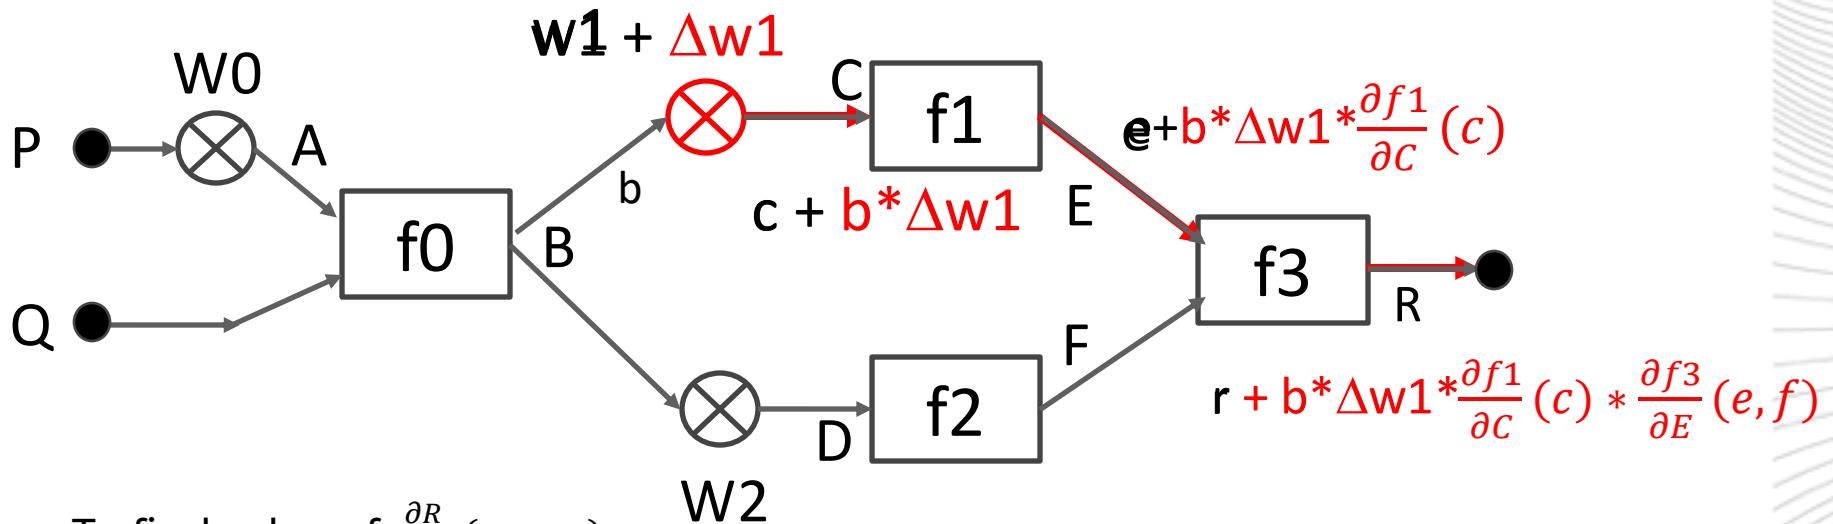 w1 + Δw1
W0
C
f1
e+b*Δw1*∂f1/∂C (c)
P
A
b
c + b*Δw1
E
f0
B
f3
Q
R
F
r + b*Δw1*∂f1/∂C (c) * ∂f3/∂E (e, f)
f2
D
W2
∂R